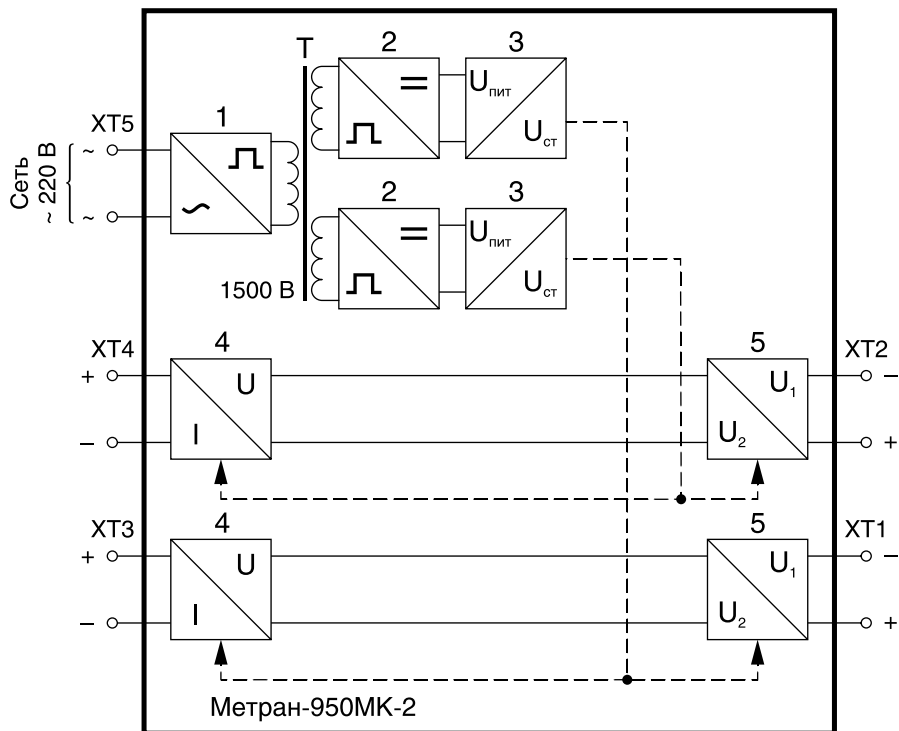 T
2
3
=
Uпит
Uст
1
XT5
~
~
Сеть
~ 220 В
2
3
=
Uпит
Uст
1500 В
XT4
4
5
XT2
+
U
U1
–
–
I
U2
+
XT3
4
5
XT1
+
U
U1
–
–
I
U2
+
Метран-950МК-2